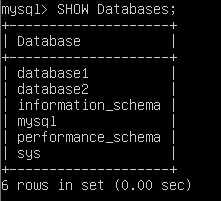 mysql> SHOW Databases;
+--------------------+
| Database           |
+--------------------+
| database1          |
| database2          |
| information_schema |
| mysql              |
| performance_schema |
| sys                |
+--------------------+
6 rows in set (0.00 sec)